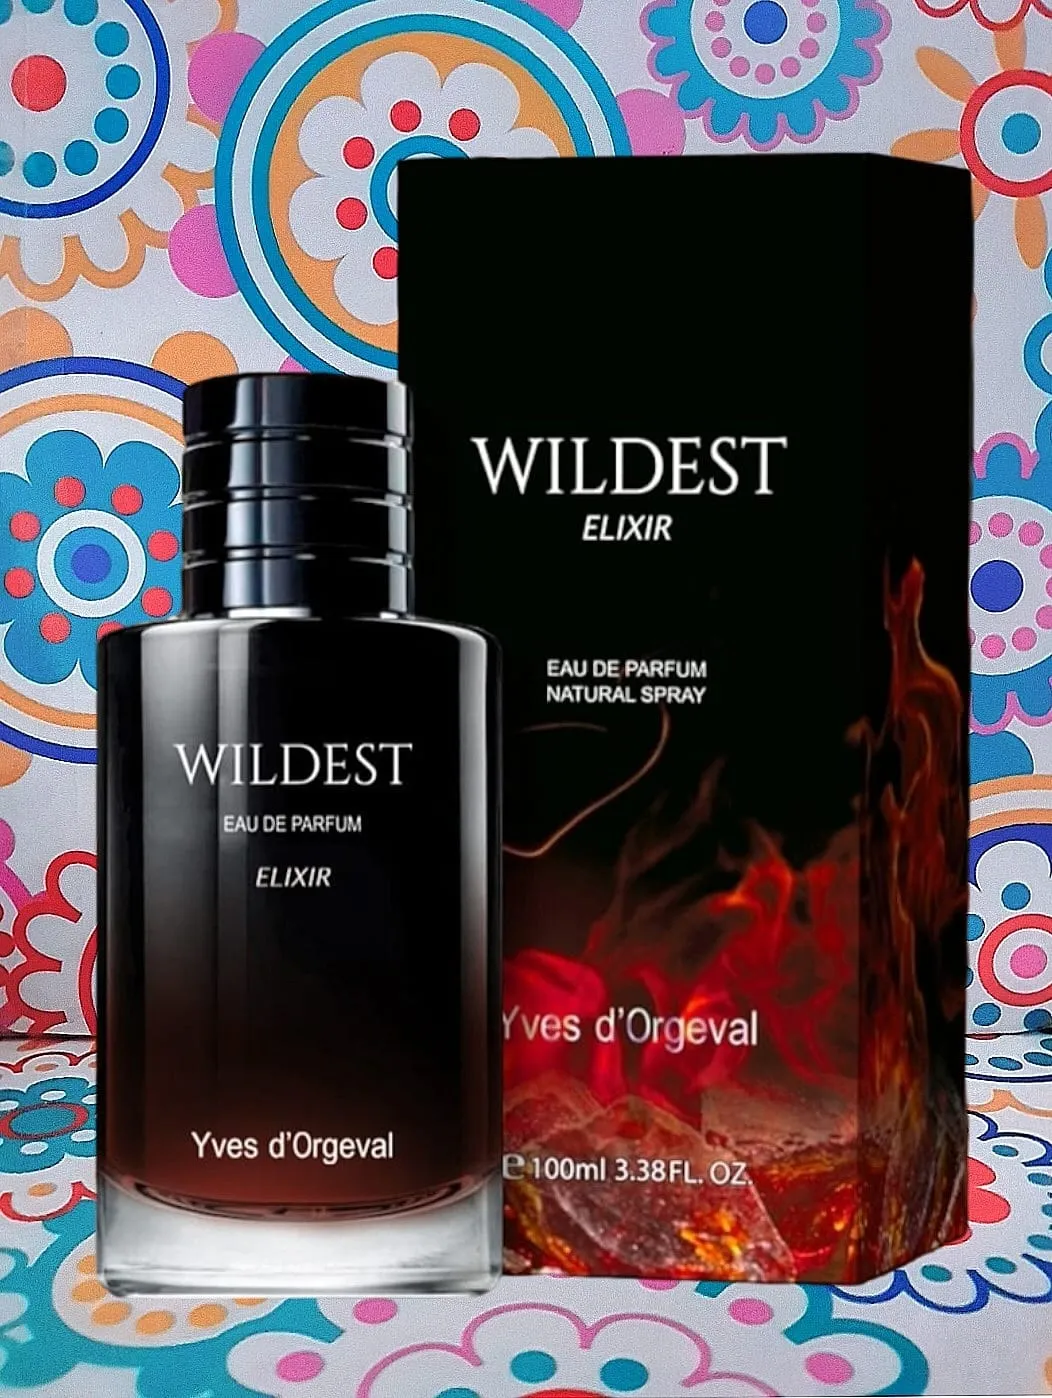 WILDEST
ELIXIR
EAU DE PARFUM
NATURAL SPRAY
Yves d'Orgeval
e 100ml 3.38FL. OZ.
WILDEST
EAU DE PARFUM
ELIXIR
Yves d'Orgeval